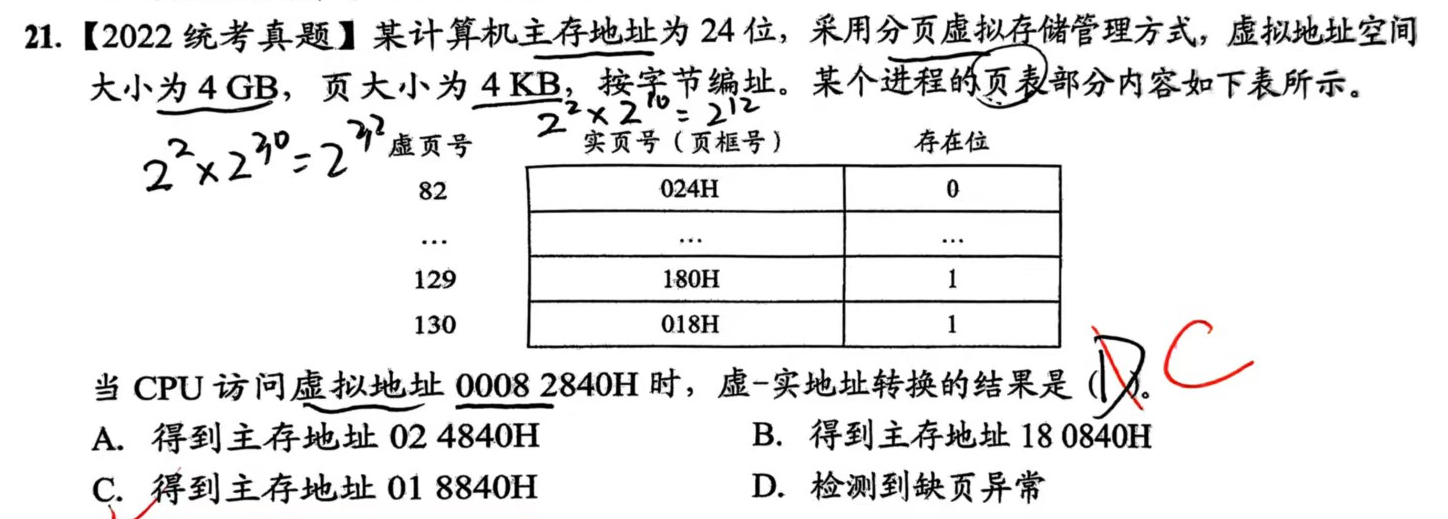 21.【2022 统考真题】某计算机主存地址为 24 位，采用分页虚拟存储管理方式，虚拟地址空间
大小为 4 GB，页大小为 4 KB，按字节编址。某个进程的页表部分内容如下表所示。
2²×2¹⁰=2¹²
2²×2³⁰=2³²
虚页号 实页号（页框号） 存在位
82 024H 0
… … …
129 180H 1
130 018H 1
当 CPU 访问虚拟地址 0008 2840H 时，虚-实地址转换的结果是（D）。 C
A. 得到主存地址 02 4840H B. 得到主存地址 18 0840H
C. 得到主存地址 01 8840H D. 检测到缺页异常